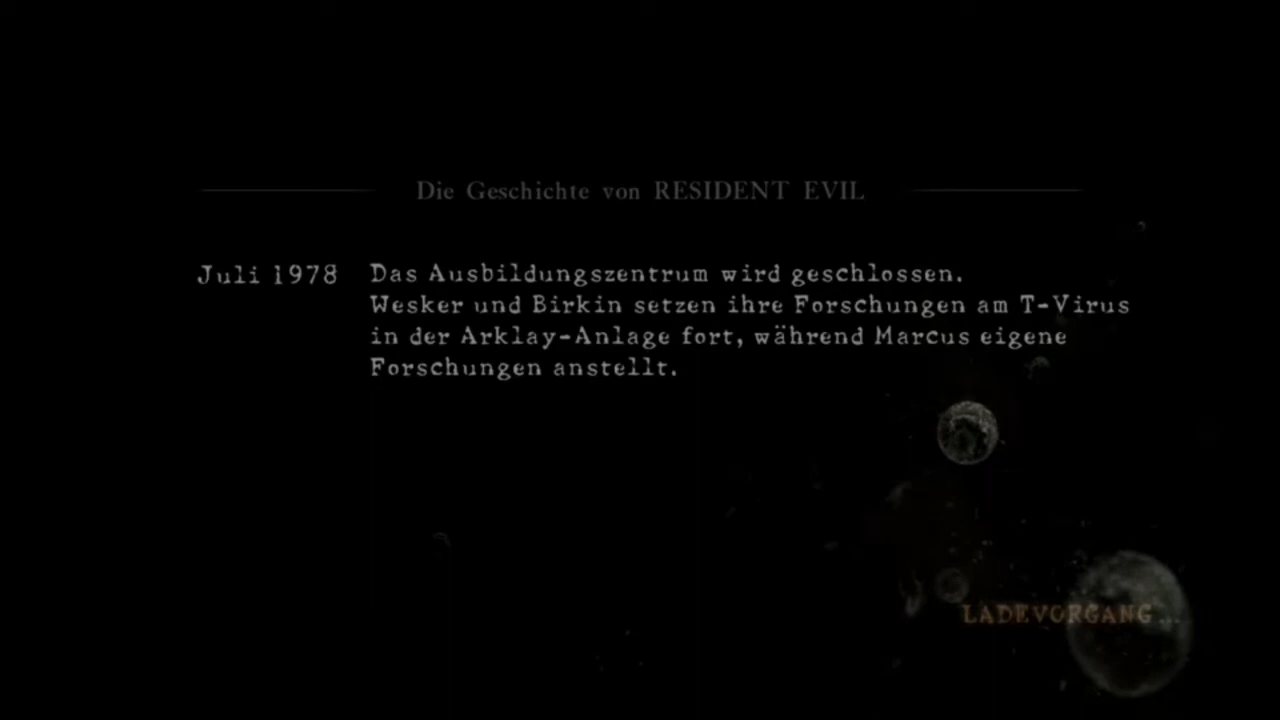 Die Geschichte von RESIDENT EVIL
Juli 1978 Das Ausbildungszentrum wird geschlossen.
Wesker und Birkin setzen ihre Forschungen am T-Virus
in der Arklay-Anlage fort, während Marcus eigene
Forschungen anstellt.
LADEVORGANG...